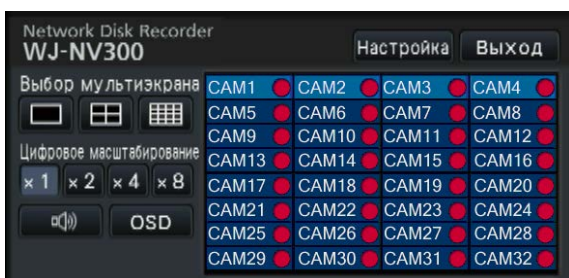 Network Disk Recorder
WJ-NV300
Настройка Выход
Выбор мультиэкрана
Цифровое масштабирование
×1 ×2 ×4 ×8
OSD
CAM1 CAM2 CAM3 CAM4
CAM5 CAM6 CAM7 CAM8
CAM9 CAM10 CAM11 CAM12
CAM13 CAM14 CAM15 CAM16
CAM17 CAM18 CAM19 CAM20
CAM21 CAM22 CAM23 CAM24
CAM25 CAM26 CAM27 CAM28
CAM29 CAM30 CAM31 CAM32